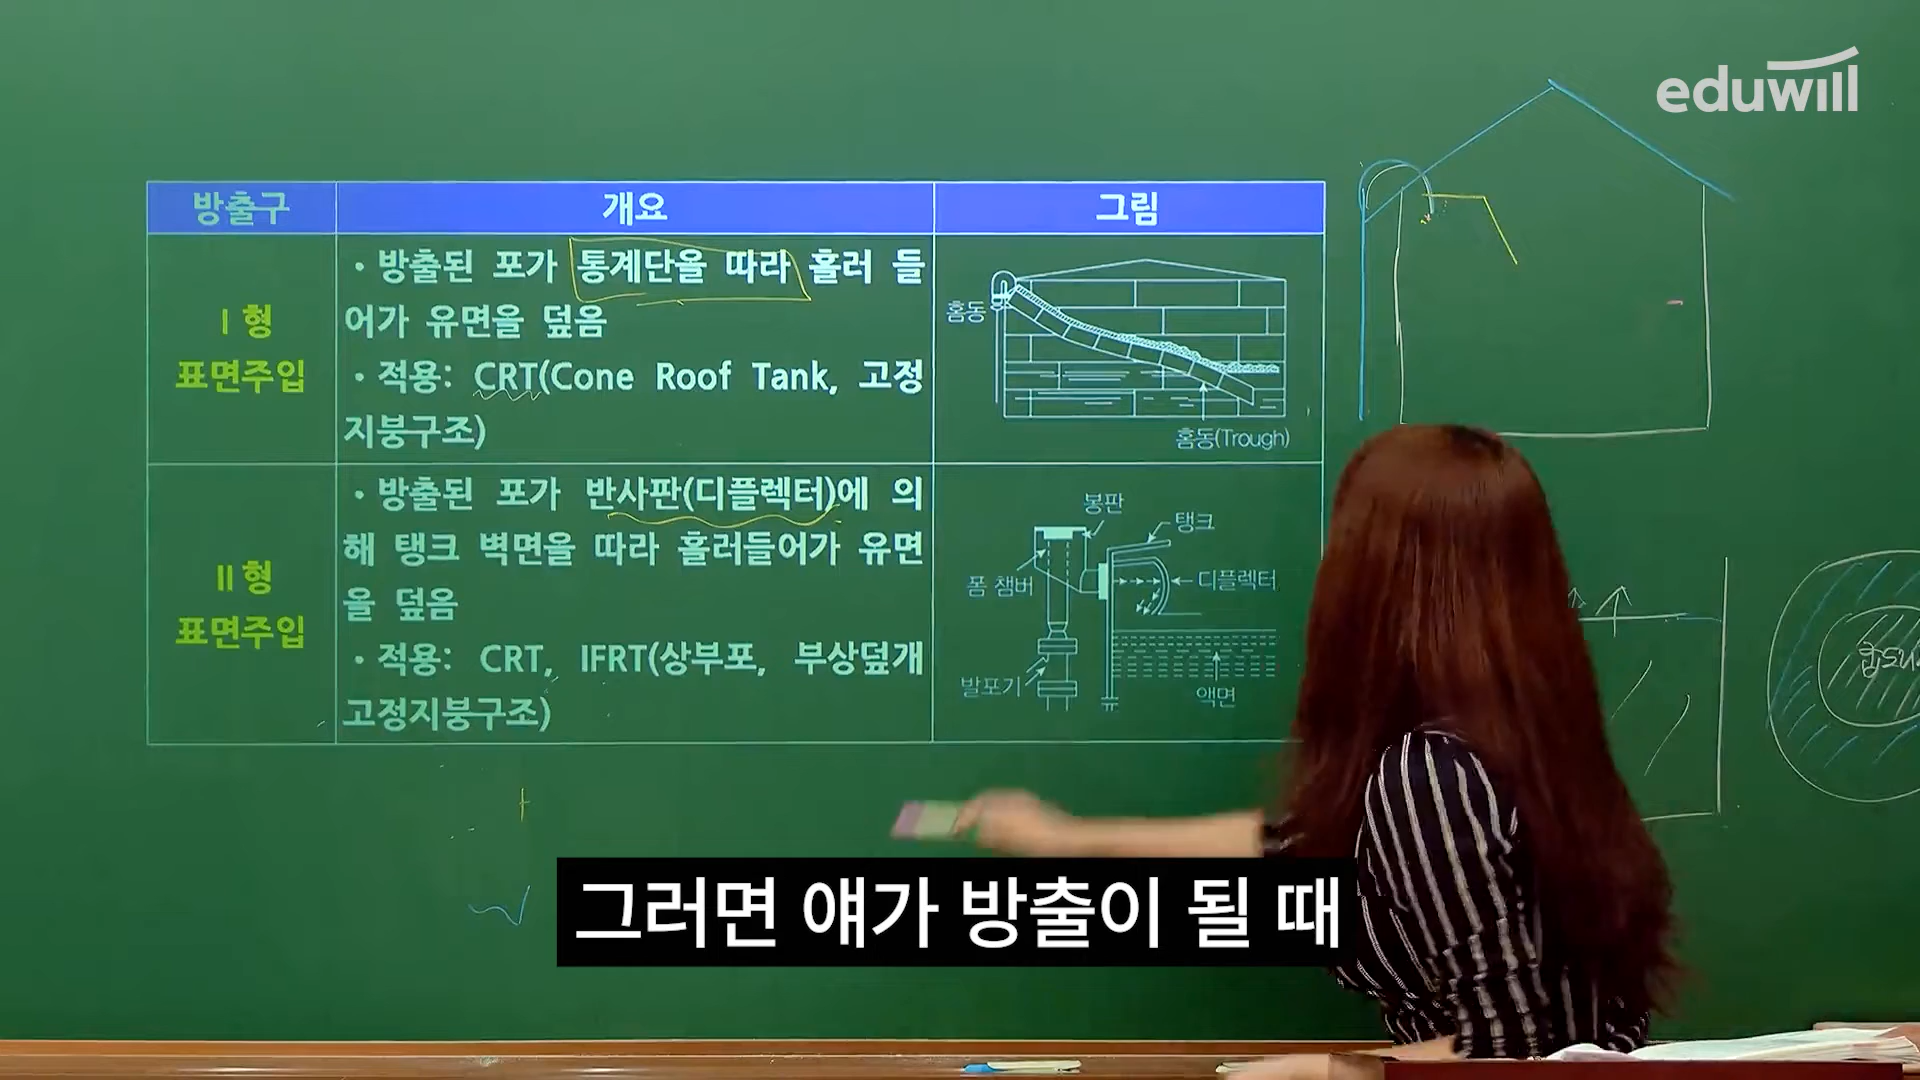 eduwill
방출구 개요 그림
Ⅰ형
표면주입
• 방출된 포가 통계단을 따라 흘러 들
어가 유면을 덮음
• 적용: CRT(Cone Roof Tank, 고정
지붕구조)
홈통
홈통(Trough)
Ⅱ형
표면주입
• 방출된 포가 반사판(디플렉터)에 의
해 탱크 벽면을 따라 흘러들어가 유면
을 덮음
• 적용: CRT, IFRT(상부포, 부상덮개
고정지붕구조)
봉판
탱크
폼 챔버
디플렉터
발포기
액면
그러면 얘가 방출이 될 때